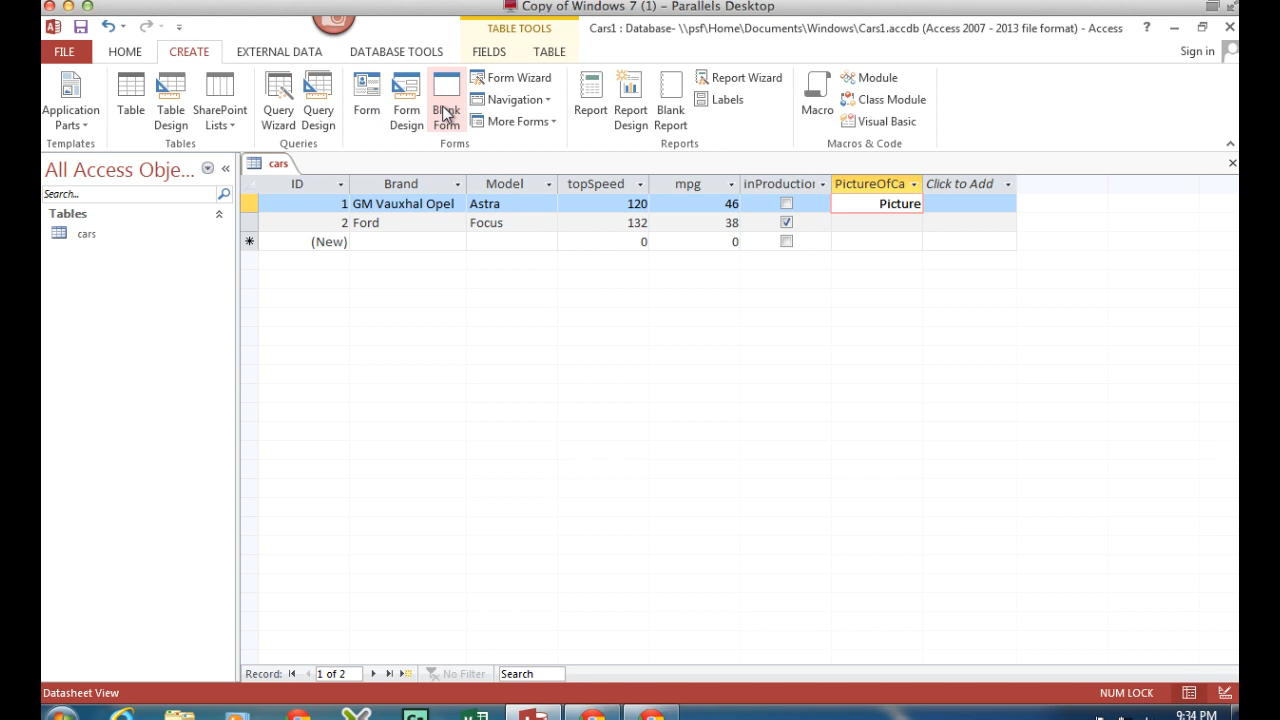 Copy of Windows 7 (1) - Parallels Desktop
TABLE TOOLS
Cars1 : Database- \\psf\Home\Documents\Windows\Cars1.accdb (Access 2007 - 2013 file format) - Access
?
FILE HOME CREATE EXTERNAL DATA DATABASE TOOLS FIELDS TABLE Sign in
Application Parts
Table
Table Design
SharePoint Lists
Query Wizard
Query Design
Form
Form Design
Blank Form
Form Wizard
Navigation
More Forms
Report
Report Design
Blank Report
Report Wizard
Labels
Macro
Module
Class Module
Visual Basic
Templates Tables Queries Forms Reports Macros & Code
All Access Obje... «
Search...
Tables
cars
cars
ID Brand Model topSpeed mpg inProduction PictureOfCa Click to Add
1 GM Vauxhal Opel Astra 120 46 Picture
2 Ford Focus 132 38
* (New) 0 0
Record: 1 of 2 No Filter Search
Datasheet View NUM LOCK
9:34 PM